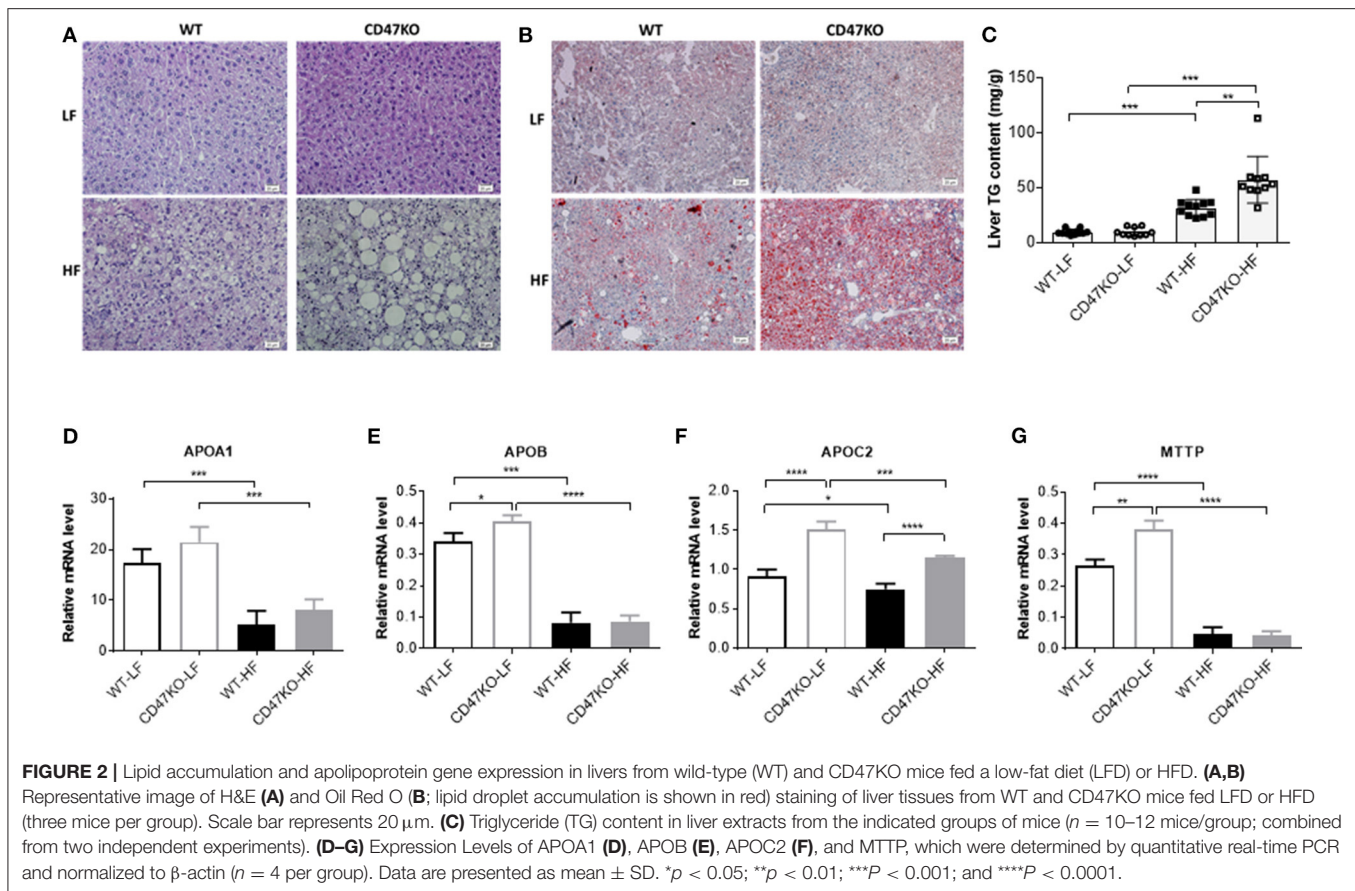 A
WT
CD47KO
LF
HF
B
WT
CD47KO
LF
HF
C
Liver TG content (mg/g)
150
100
50
0
***
***
**
WT-LF
CD47KO-LF
WT-HF
CD47KO-HF
D
APOA1
Relative mRNA level
30
20
10
0
***
***
WT-LF
CD47KO-LF
WT-HF
CD47KO-HF
E
APOB
Relative mRNA level
0.5
0.4
0.3
0.2
0.1
0.0
***
*
****
WT-LF
CD47KO-LF
WT-HF
CD47KO-HF
F
APOC2
Relative mRNA level
2.0
1.5
1.0
0.5
0.0
****
***
*
****
WT-LF
CD47KO-LF
WT-HF
CD47KO-HF
G
MTTP
Relative mRNA level
0.5
0.4
0.3
0.2
0.1
0.0
****
**
****
WT-LF
CD47KO-LF
WT-HF
CD47KO-HF
FIGURE 2 | Lipid accumulation and apolipoprotein gene expression in livers from wild-type (WT) and CD47KO mice fed a low-fat diet (LFD) or HFD. (A,B)
Representative image of H&E (A) and Oil Red O (B; lipid droplet accumulation is shown in red) staining of liver tissues from WT and CD47KO mice fed LFD or HFD
(three mice per group). Scale bar represents 20 μm. (C) Triglyceride (TG) content in liver extracts from the indicated groups of mice (n = 10–12 mice/group; combined
from two independent experiments). (D–G) Expression Levels of APOA1 (D), APOB (E), APOC2 (F), and MTTP, which were determined by quantitative real-time PCR
and normalized to β-actin (n = 4 per group). Data are presented as mean ± SD. *p < 0.05; **p < 0.01; ***P < 0.001; and ****P < 0.0001.